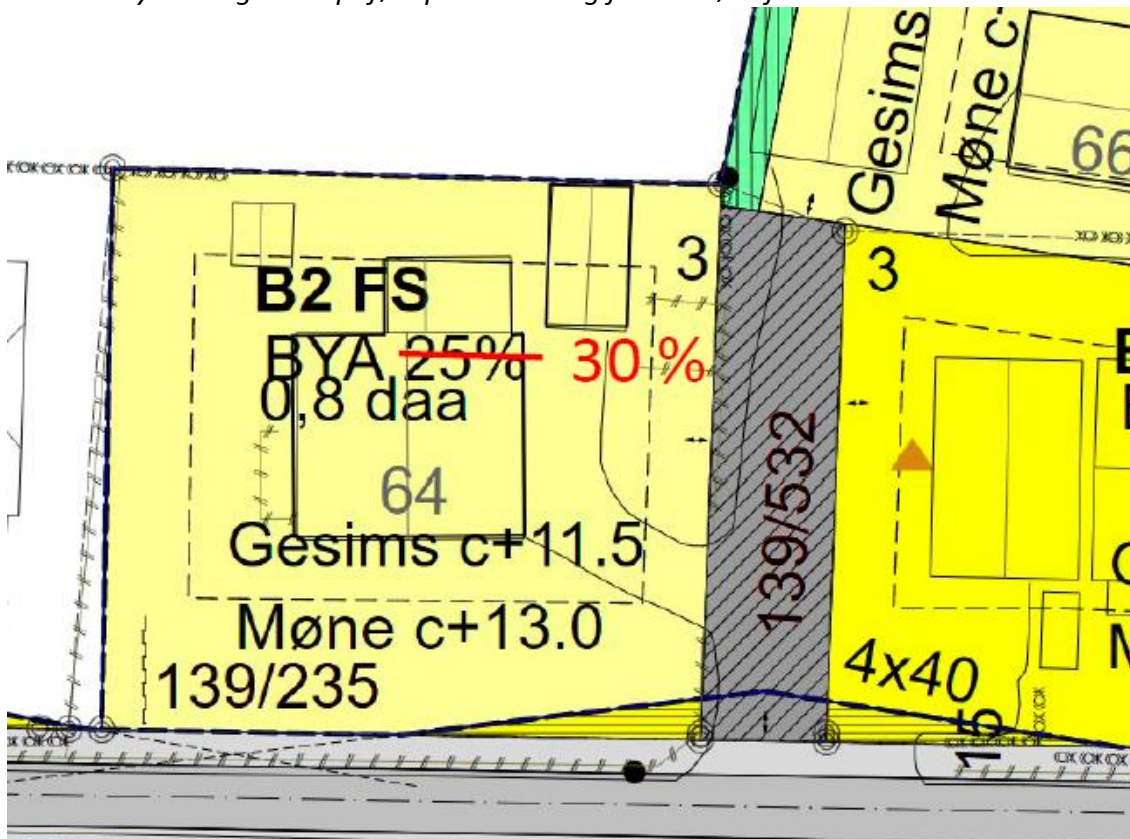 Gesims
Møne c+
66
3
3
B2 FS
BYA 25% 30 %
0,8 daa
64
139/532
Gesims c+11.5
Møne c+13.0
139/235
4x40
15